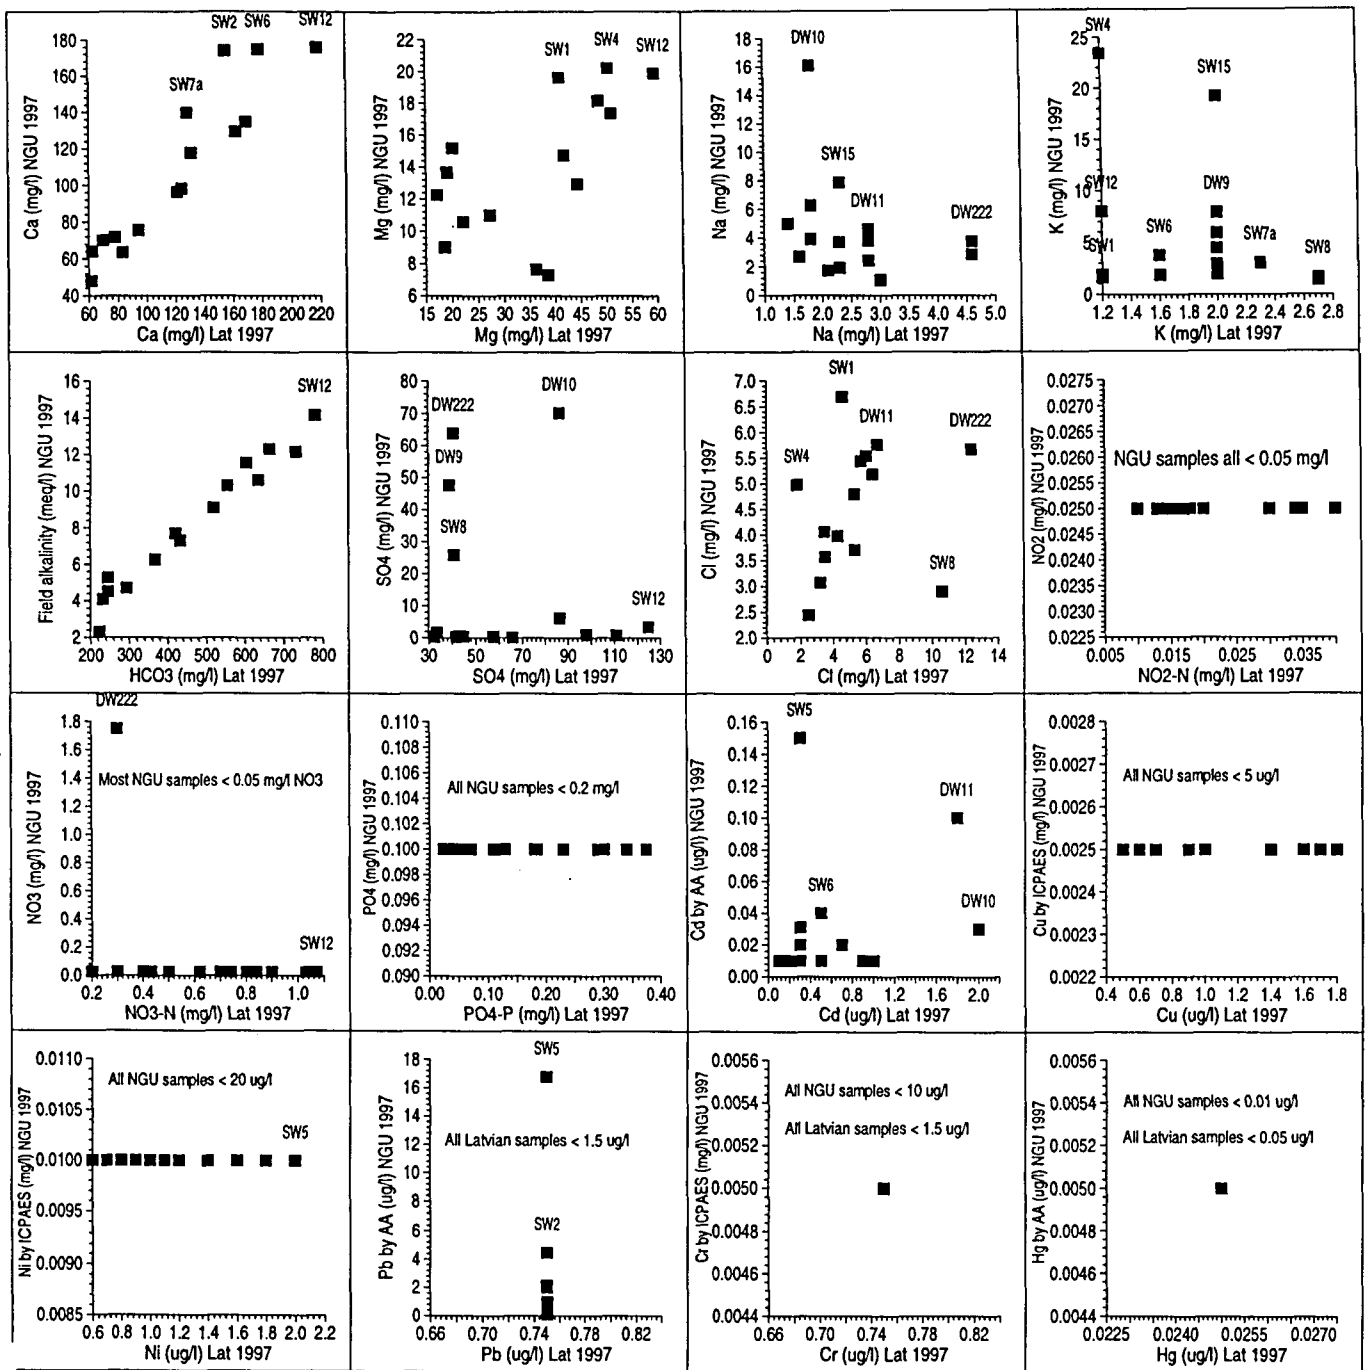 SW2 SW6 SW12
SW7a
Ca (mg/l) NGU 1997
180
160
140
120
100
80
60
40
60 80 100 120 140 160 180 200 220
Ca (mg/l) Lat 1997
SW1 SW4 SW12
Mg (mg/l) NGU 1997
22
20
18
16
14
12
10
8
6
15 20 25 30 35 40 45 50 55 60
Mg (mg/l) Lat 1997
DW10
SW15
DW11
DW222
Na (mg/l) NGU 1997
18
16
14
12
10
8
6
4
2
0
1.0 1.5 2.0 2.5 3.0 3.5 4.0 4.5 5.0
Na (mg/l) Lat 1997
SW4
SW15
SW12 DW9
SW1 SW6 SW7a SW8
K (mg/l) NGU 1997
25
20
15
10
5
0
1.2 1.4 1.6 1.8 2.0 2.2 2.4 2.6 2.8
K (mg/l) Lat 1997
SW12
Field alkalinity (meq/l) NGU 1997
16
14
12
10
8
6
4
2
200 300 400 500 600 700 800
HCO3 (mg/l) Lat 1997
DW10
DW222
DW9
SW8
SW12
SO4 (mg/l) NGU 1997
80
70
60
50
40
30
20
10
0
30 50 70 90 110 130
SO4 (mg/l) Lat 1997
SW1
DW11 DW222
SW4
SW8
Cl (mg/l) NGU 1997
7.0
6.5
6.0
5.5
5.0
4.5
4.0
3.5
3.0
2.5
2.0
0 2 4 6 8 10 12 14
Cl (mg/l) Lat 1997
NGU samples all < 0.05 mg/l
NO2 (mg/l) NGU 1997
0.0275
0.0270
0.0265
0.0260
0.0255
0.0250
0.0245
0.0240
0.0235
0.0230
0.0225
0.005 0.015 0.025 0.035
NO2-N (mg/l) Lat 1997
DW222
Most NGU samples < 0.05 mg/l NO3
SW12
NO3 (mg/l) NGU 1997
1.8
1.6
1.4
1.2
1.0
0.8
0.6
0.4
0.2
0.0
0.2 0.4 0.6 0.8 1.0
NO3-N (mg/l) Lat 1997
All NGU samples < 0.2 mg/l
PO4 (mg/l) NGU 1997
0.110
0.108
0.106
0.104
0.102
0.100
0.098
0.096
0.094
0.092
0.090
0.00 0.10 0.20 0.30 0.40
PO4-P (mg/l) Lat 1997
SW5
DW11
SW6
DW10
Cd by AA (ug/l) NGU 1997
0.16
0.14
0.12
0.10
0.08
0.06
0.04
0.02
0.00
0.0 0.4 0.8 1.2 1.6 2.0
Cd (ug/l) Lat 1997
All NGU samples < 5 ug/l
Cu by ICPAES (mg/l) NGU 1997
0.0028
0.0027
0.0026
0.0025
0.0024
0.0023
0.0022
0.4 0.6 0.8 1.0 1.2 1.4 1.6 1.8
Cu (ug/l) Lat 1997
All NGU samples < 20 ug/l
SW5
Ni by ICPAES (mg/l) NGU 1997
0.0110
0.0105
0.0100
0.0095
0.0090
0.0085
0.6 0.8 1.0 1.2 1.4 1.6 1.8 2.0 2.2
Ni (ug/l) Lat 1997
SW5
All Latvian samples < 1.5 ug/l
SW2
Pb by AA (ug/l) NGU 1997
18
16
14
12
10
8
6
4
2
0
0.66 0.70 0.74 0.78 0.82
Pb (ug/l) Lat 1997
All NGU samples < 10 ug/l
All Latvian samples < 1.5 ug/l
Cr by ICPAES (mg/l) NGU 1997
0.0056
0.0054
0.0052
0.0050
0.0048
0.0046
0.0044
0.66 0.70 0.74 0.78 0.82
Cr (ug/l) Lat 1997
All NGU samples < 0.01 ug/l
All Latvian samples < 0.05 ug/l
Hg by AA (ug/l) NGU 1997
0.0056
0.0054
0.0052
0.0050
0.0048
0.0046
0.0044
0.0225 0.0240 0.0255 0.0270
Hg (ug/l) Lat 1997